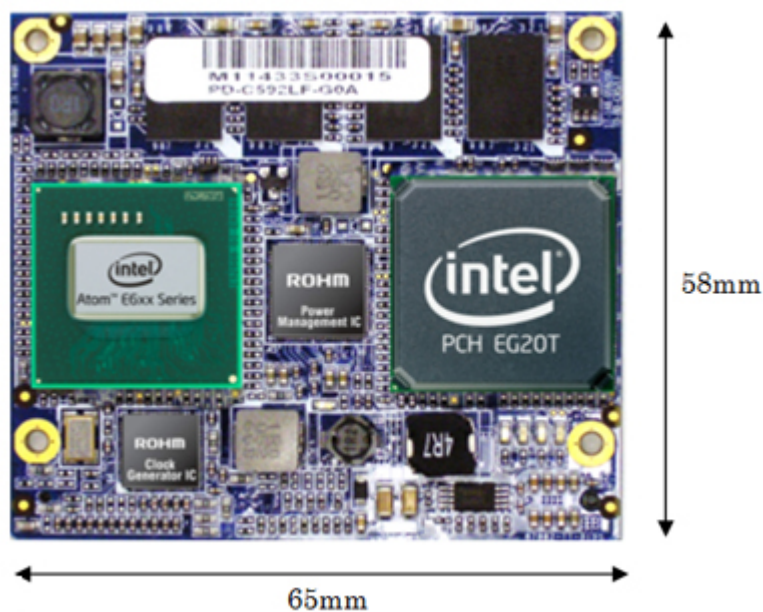 M11433S00015
PD-C592LF-G0A
intel
Atom™ E6xx Series
ROHM
Power
Management IC
intel®
PCH EG20T
58mm
ROHM
Clock
Generator IC
4R7
65mm